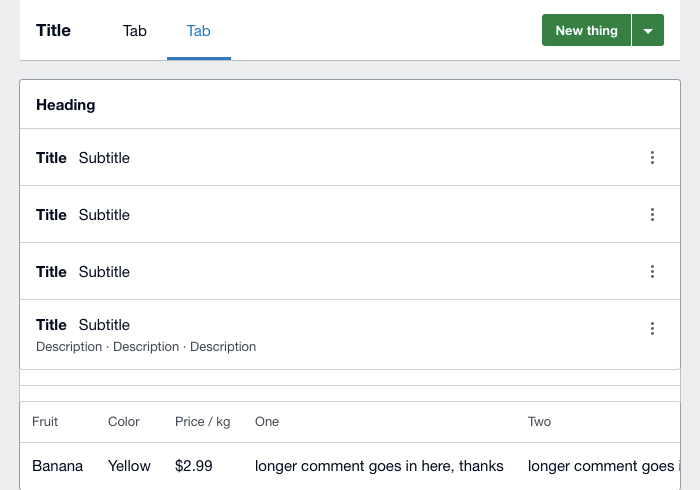 Title Tab Tab New thing
Heading
Title Subtitle
Title Subtitle
Title Subtitle
Title Subtitle
Description · Description · Description
Fruit Color Price / kg One Two
Banana Yellow $2.99 longer comment goes in here, thanks longer comment goes